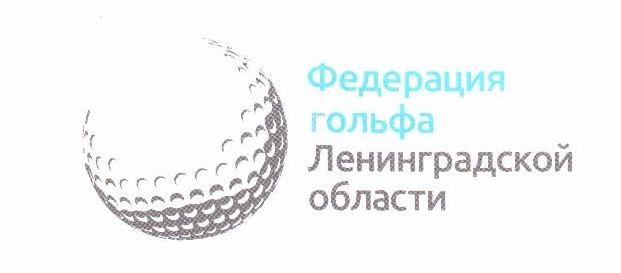 Федерация
гольфа
Ленинградской
области